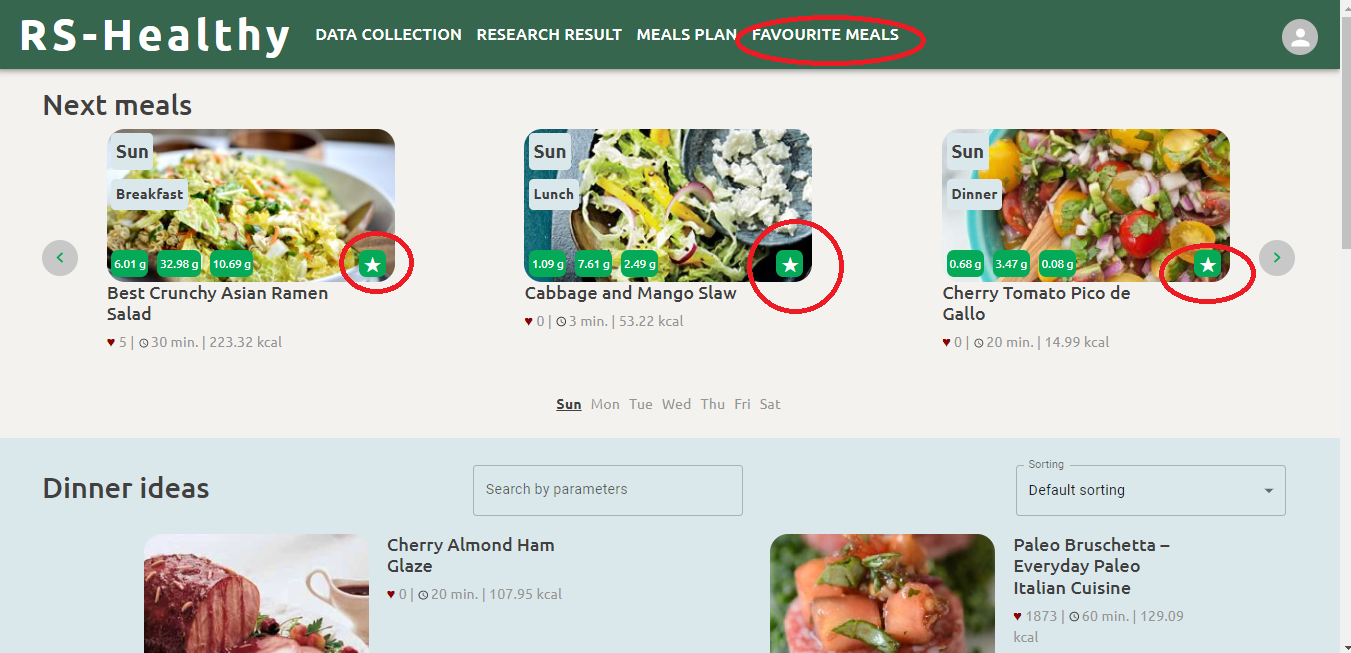 RS-Healthy DATA COLLECTION RESEARCH RESULT MEALS PLAN FAVOURITE MEALS
Next meals
Sun
Breakfast
6.01 g 32.98 g 10.69 g
Best Crunchy Asian Ramen
Salad
♥ 5 | 30 min. | 223.32 kcal
Sun
Lunch
1.09 g 7.61 g 2.49 g
Cabbage and Mango Slaw
♥ 0 | 3 min. | 53.22 kcal
Sun
Dinner
0.68 g 3.47 g 0.08 g
Cherry Tomato Pico de
Gallo
♥ 0 | 20 min. | 14.99 kcal
Sun Mon Tue Wed Thu Fri Sat
Dinner ideas
Search by parameters
Sorting
Default sorting
Cherry Almond Ham
Glaze
♥ 0 | 20 min. | 107.95 kcal
Paleo Bruschetta –
Everyday Paleo
Italian Cuisine
♥ 1873 | 60 min. | 129.09
kcal